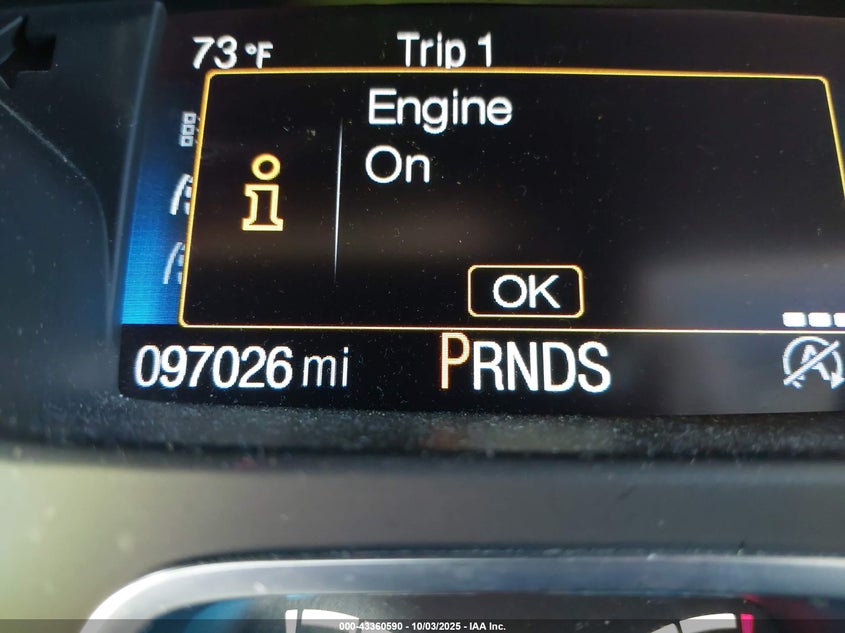 73°F Trip 1
Engine
On
OK
097026 mi PRNDS
A
000-43360590 - 10/03/2025 - IAA Inc.